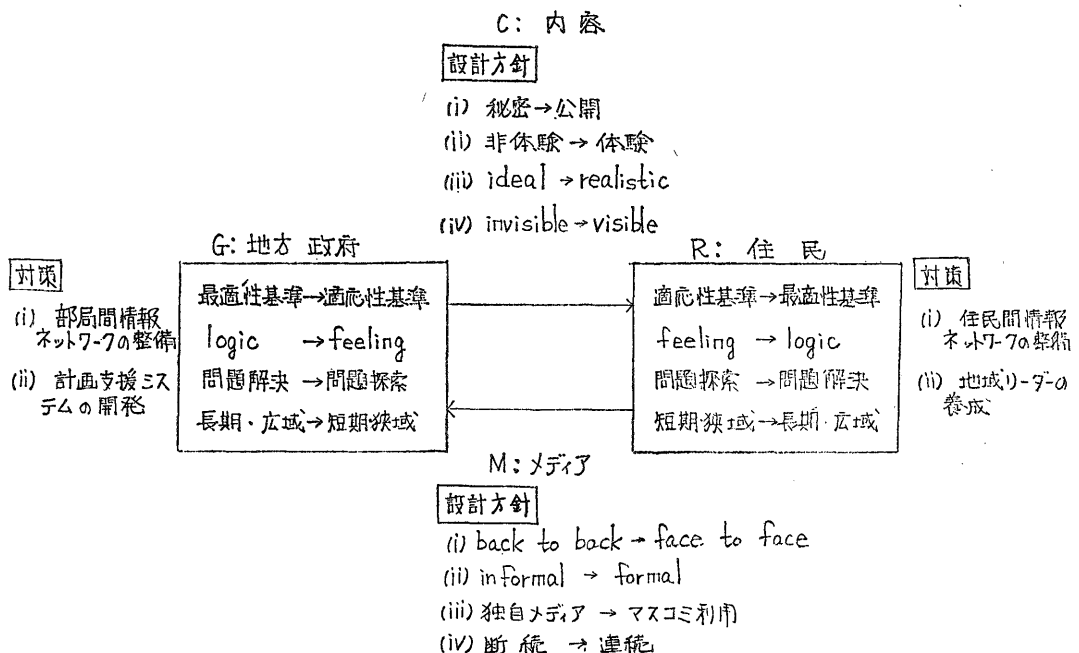 C: 内容
設計方針
(i) 秘密→公開
(ii) 非体験→体験
(iii) ideal→realistic
(iv) invisible→visible
G: 地方政府
最適性基準→適応性基準
logic →feeling
問題解決→問題探索
長期・広域→短期・狭域
対策
(i) 部局間情報
ネットワークの整備
(ii) 計画支援シス
テムの開発
R: 住民
適応性基準→最適性基準
feeling → logic
問題探索→問題解決
短期・狭域→長期・広域
対策
(i) 住民間情報
ネットワークの整備
(ii) 地域リーダーの
養成
M: メディア
設計方針
(i) back to back→face to face
(ii) informal → formal
(iii) 独自メディア → マスコミ利用
(iv) 断続 → 連続